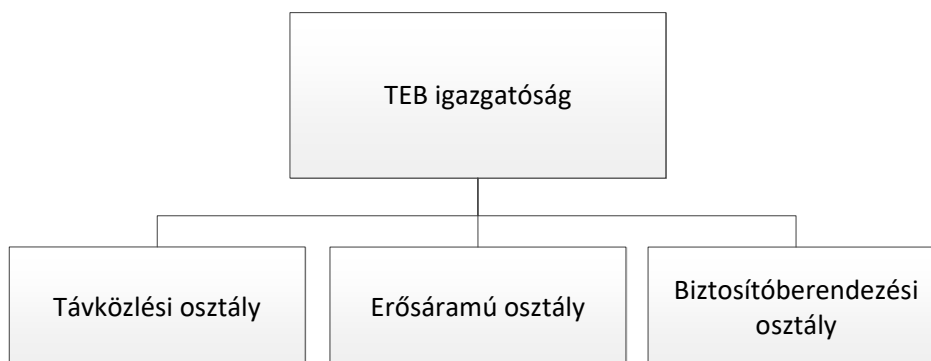 TEB igazgatóság
Távközlési osztály
Erősáramú osztály
Biztosítóberendezési
osztály